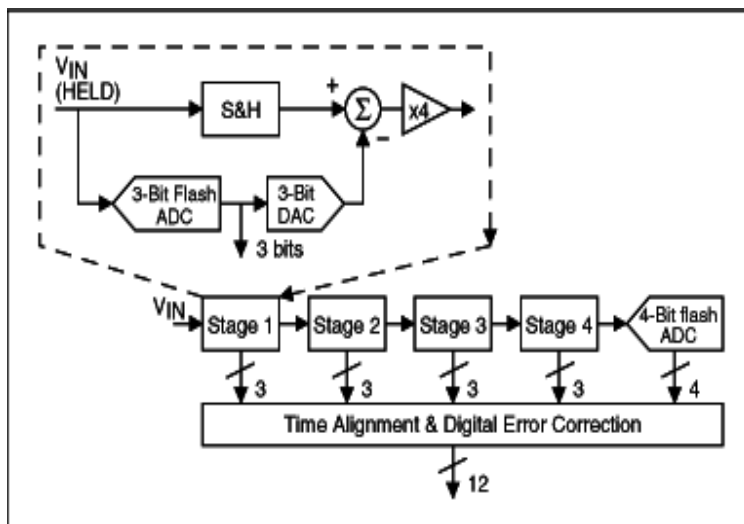 VIN
(HELD)
S&H
+
Σ
x4
−
3-Bit Flash
ADC
3-Bit
DAC
3 bits
VIN
Stage 1
Stage 2
Stage 3
Stage 4
4-Bit flash
ADC
3
3
3
3
4
Time Alignment & Digital Error Correction
12